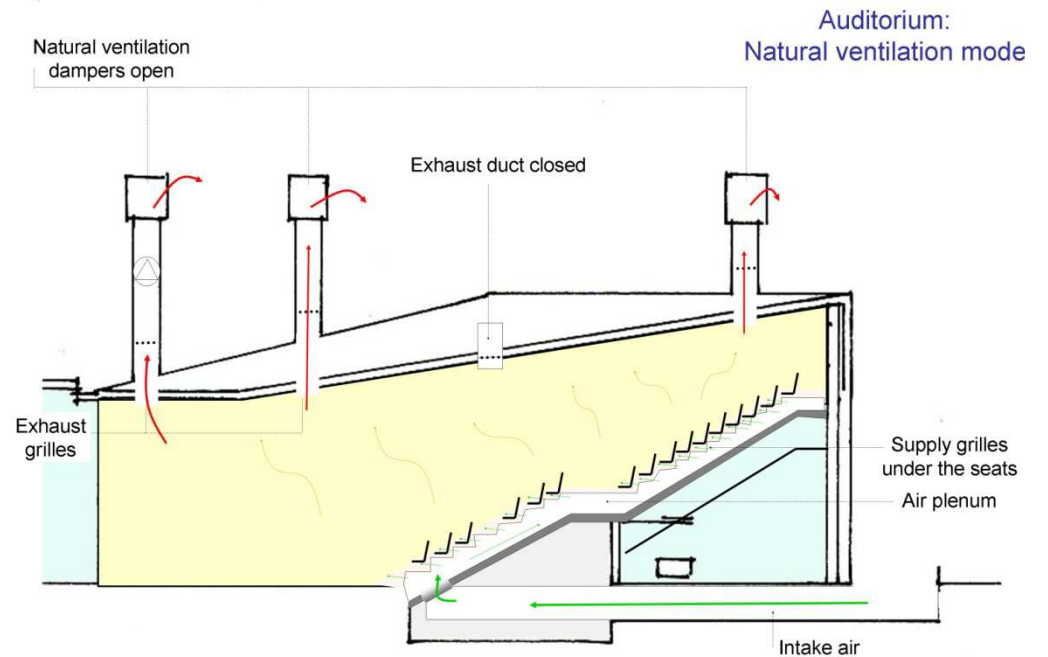 Auditorium:
Natural ventilation mode
Natural ventilation
dampers open
Exhaust duct closed
Exhaust
grilles
Supply grilles
under the seats
Air plenum
Intake air